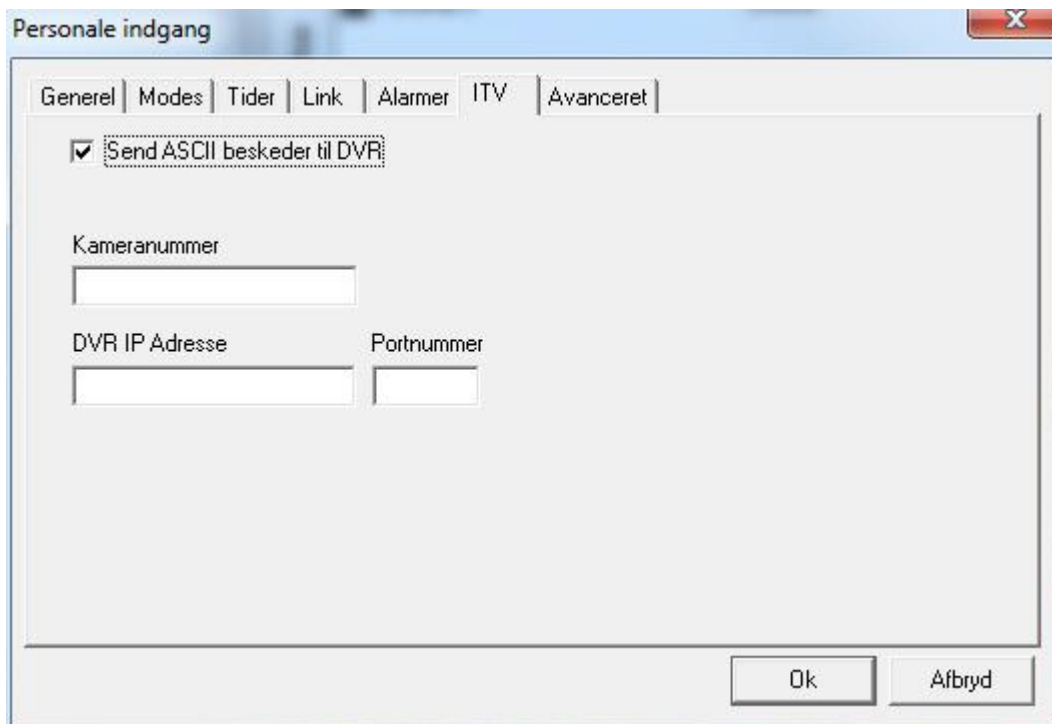 Personale indgang
Generel Modes Tider Link Alarmer ITV Avanceret
Send ASCII beskeder til DVR
Kameranummer
DVR IP Adresse Portnummer
Ok Afbryd